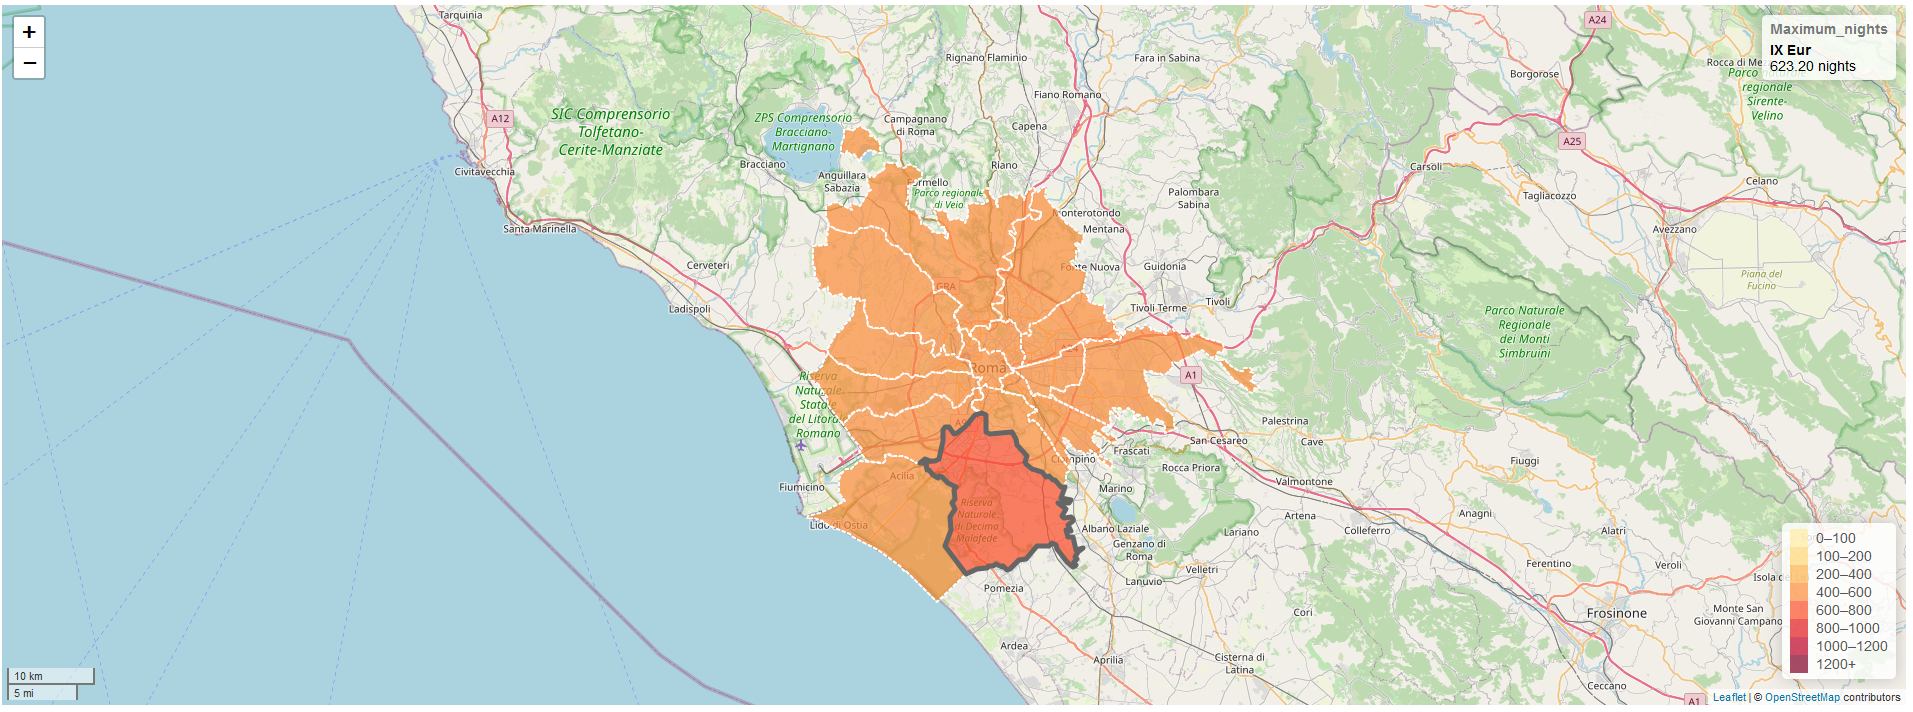 Tarquinia
A24
+
−
Maximum_nights
IX Eur
623.20 nights
Rignano Flaminio
Fara in Sabina
Rocca di Me
Borgorose
Parco
regionale
Sirente-
Velino
Fiano Romano
A12
SIC Comprensorio
Tolfetano-
Cerite-Manziate
ZPS Comprensorio
Bracciano-
Martignano
Campagnano
di Roma
Capena
A25
Civitavecchia
Bracciano
Riano
Carsoli
Anguillara
Sabazia
Formello
Parco regionale
di Veio
Palombara
Sabina
Tagliacozzo
Celano
Santa Marinella
Monterotondo
Mentana
Avezzano
Cerveteri
Fonte Nuova
Guidonia
Piana del
Fucino
GRA
Ladispoli
Tivoli Terme
Tivoli
Parco Naturale
Regionale
dei Monti
Simbruini
A24
Roma
A1
Riserva
Naturale
Statale
del Litorale
Romano
Palestrina
San Cesareo
Cave
Frascati
Ciampino
Rocca Priora
Fiuggi
Acilia
Fiumicino
Marino
Valmontone
Riserva
Naturale
di Decima
Malafede
Lido di Ostia
Albano Laziale
Artena
Anagni
Genzano di
Roma
Lariano
Colleferro
Alatri
Velletri
Ferentino
Veroli
Lanuvio
Isola de
Pomezia
Cori
Frosinone
Monte San
Giovanni Campano
Ardea
Aprilia
Cisterna di
Latina
Ceccano
A1
0–100
100–200
200–400
400–600
600–800
800–1000
1000–1200
1200+
10 km
5 mi
Leaflet | © OpenStreetMap contributors